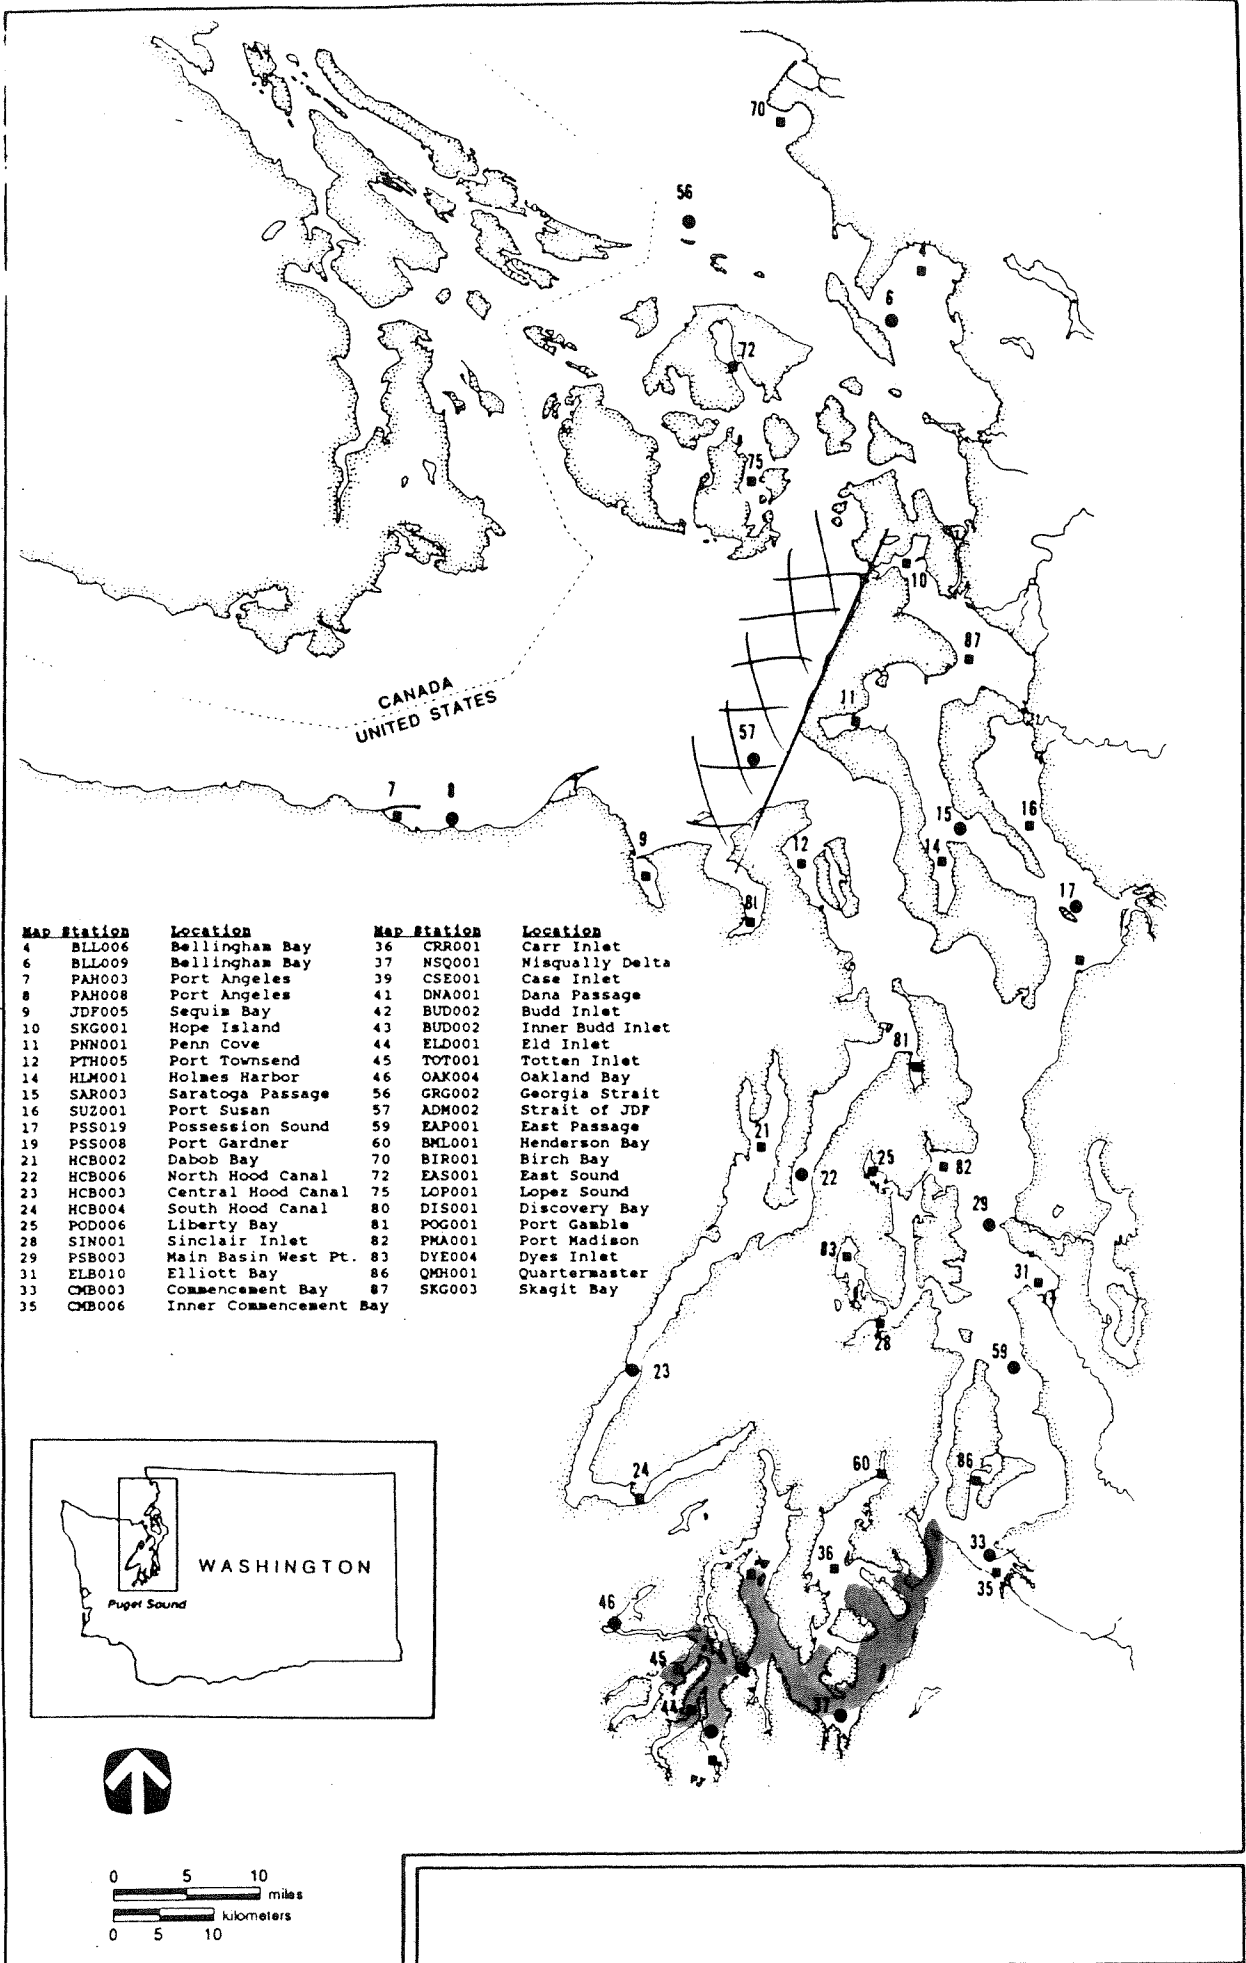 70
56
4
6
72
75
10
87
CANADA
UNITED STATES
11
57
7
8
15
16
9
12
14
17
81
Map Station Location Map Station Location
4 BLL006 Bellingham Bay 36 CRR001 Carr Inlet
6 BLL009 Bellingham Bay 37 NSQ001 Nisqually Delta
7 PAH003 Port Angeles 39 CSE001 Case Inlet
8 PAH008 Port Angeles 41 DNA001 Dana Passage
9 JDF005 Sequim Bay 42 BUD002 Budd Inlet
10 SKG001 Hope Island 43 BUD002 Inner Budd Inlet
11 PNN001 Penn Cove 44 ELD001 Eld Inlet
12 PTH005 Port Townsend 45 TOT001 Totten Inlet
14 HLM001 Holmes Harbor 46 OAK004 Oakland Bay
15 SAR003 Saratoga Passage 56 GRG002 Georgia Strait
16 SUZ001 Port Susan 57 ADM002 Strait of JDF
17 PSS019 Possession Sound 59 EAP001 East Passage
19 PSS008 Port Gardner 60 BML001 Henderson Bay
21 HCB002 Dabob Bay 70 BIR001 Birch Bay
22 HCB006 North Hood Canal 72 EAS001 East Sound
23 HCB003 Central Hood Canal 75 LOP001 Lopez Sound
24 HCB004 South Hood Canal 80 DIS001 Discovery Bay
25 POD006 Liberty Bay 81 POG001 Port Gamble
28 SIN001 Sinclair Inlet 82 PMA001 Port Madison
29 PSB003 Main Basin West Pt. 83 DYE004 Dyes Inlet
31 ELB010 Elliott Bay 86 QMH001 Quartermaster
33 CMB003 Commencement Bay 87 SKG003 Skagit Bay
35 CMB006 Inner Commencement Bay
81
21
22
25
82
29
83
31
28
59
23
24
60
86
33
36
35
46
45
44
37
WASHINGTON
Puget Sound
0 5 10
miles
kilometers
0 5 10